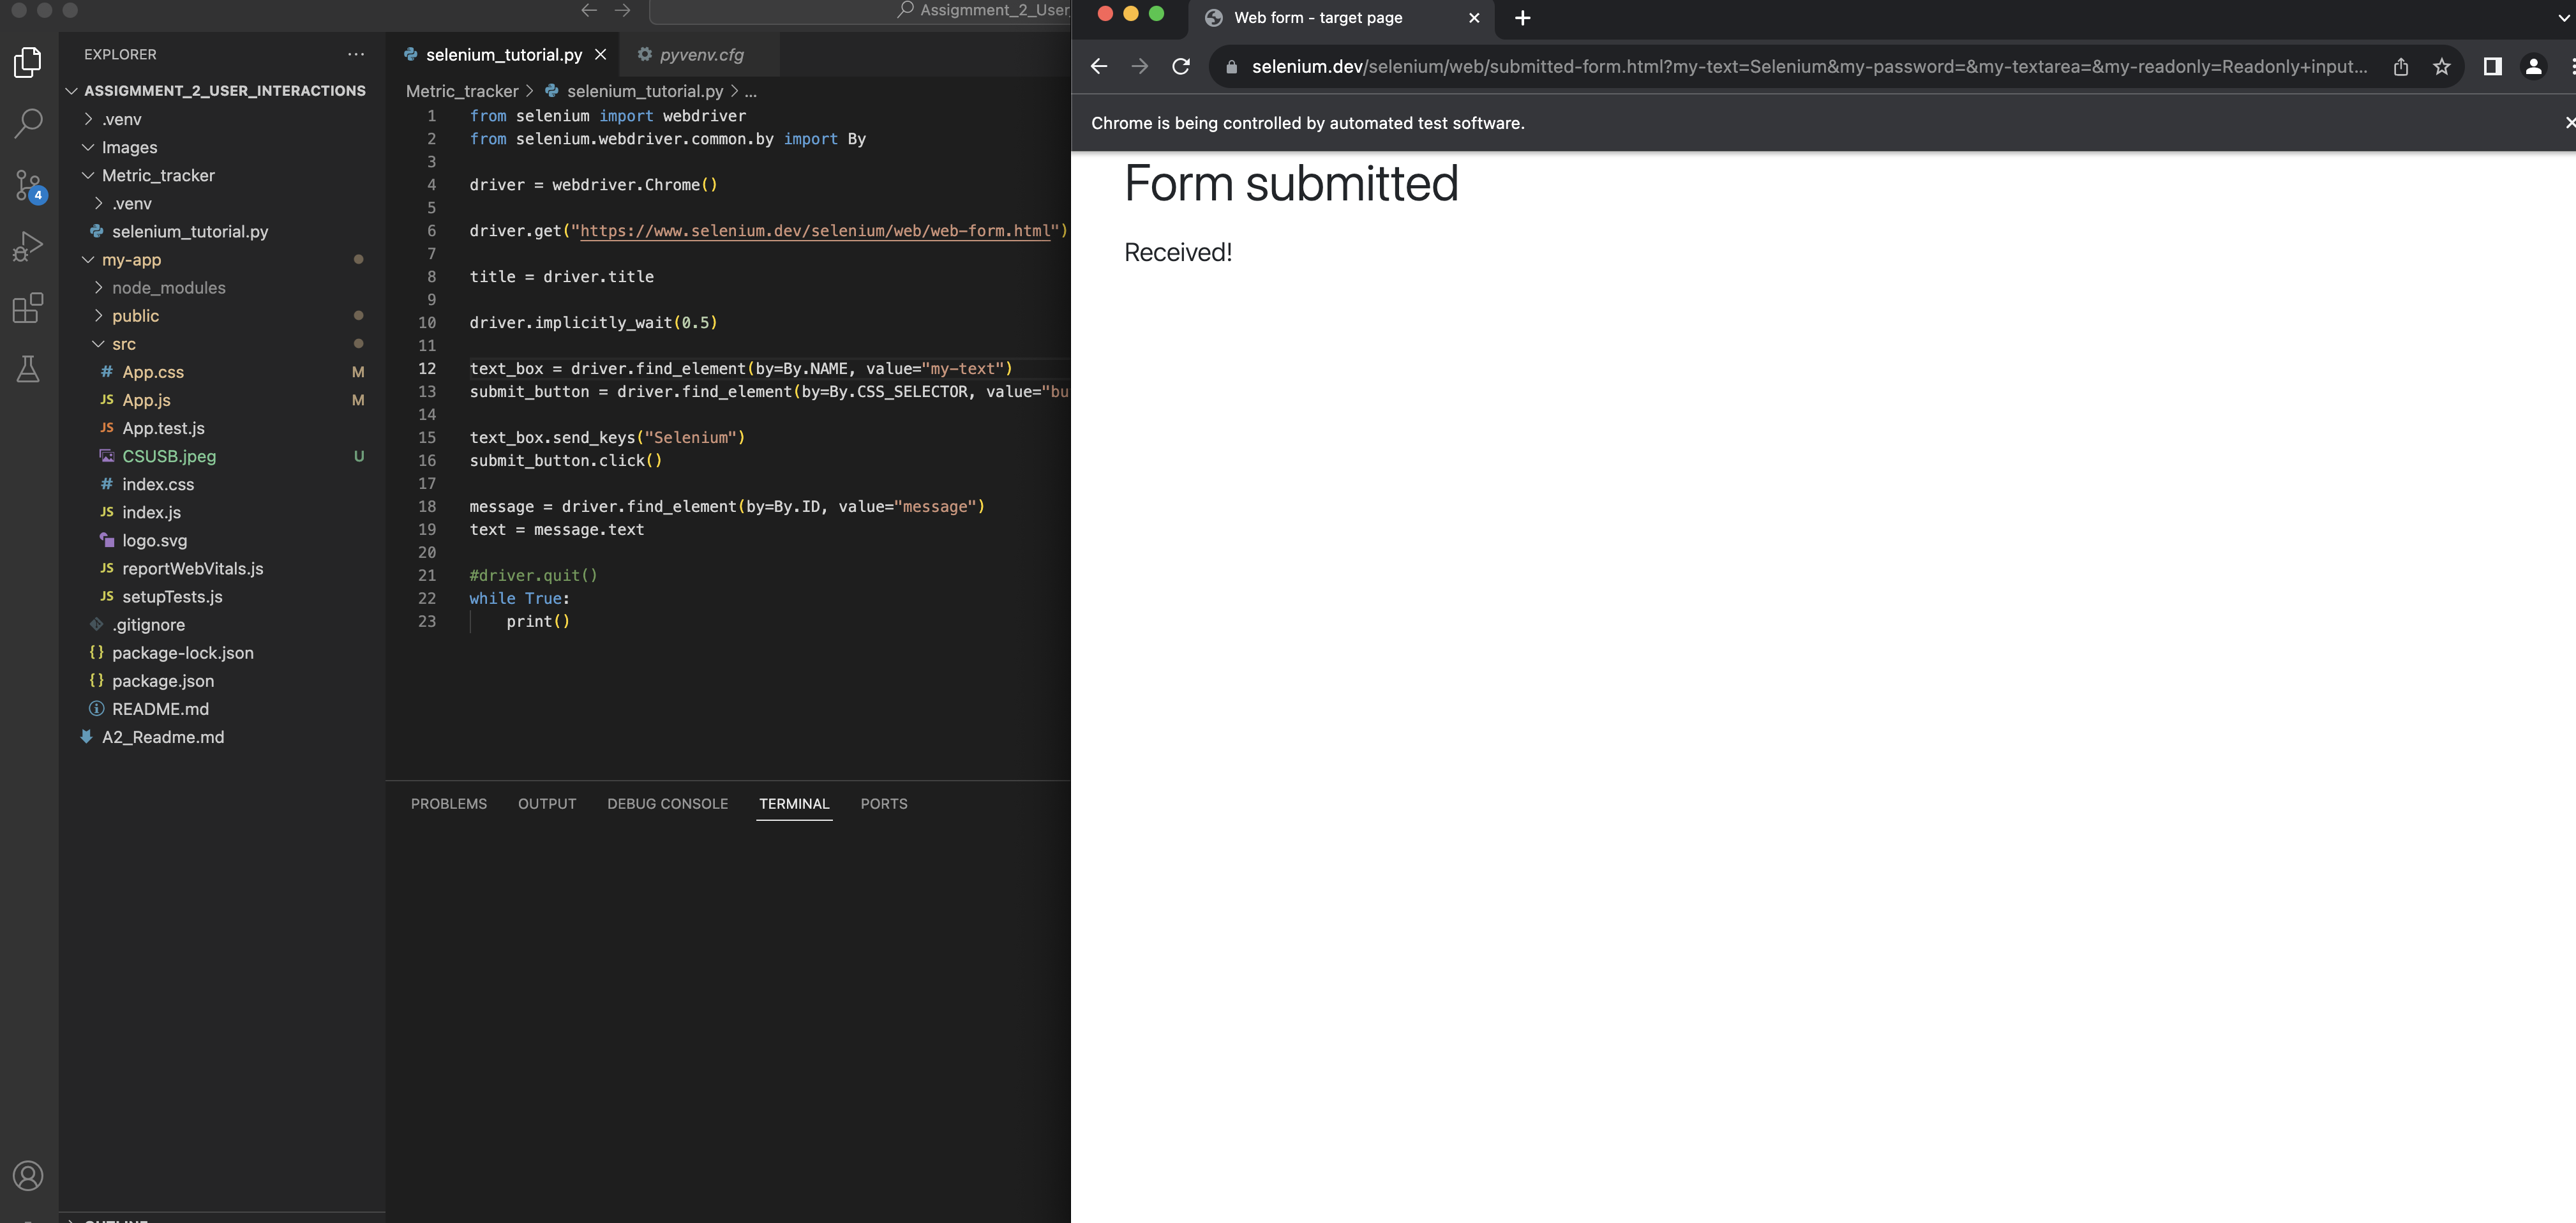 Assigmment_2_User
EXPLORER
ASSIGMMENT_2_USER_INTERACTIONS
.venv
Images
Metric_tracker
.venv
selenium_tutorial.py
my-app
node_modules
public
src
App.css M
App.js M
App.test.js
CSUSB.jpeg U
index.css
index.js
logo.svg
reportWebVitals.js
setupTests.js
.gitignore
package-lock.json
package.json
README.md
A2_Readme.md
4
selenium_tutorial.py
pyvenv.cfg
Metric_tracker > selenium_tutorial.py > ...
1 from selenium import webdriver
2 from selenium.webdriver.common.by import By
3
4 driver = webdriver.Chrome()
5
6 driver.get("https://www.selenium.dev/selenium/web/web-form.html")
7
8 title = driver.title
9
10 driver.implicitly_wait(0.5)
11
12 text_box = driver.find_element(by=By.NAME, value="my-text")
13 submit_button = driver.find_element(by=By.CSS_SELECTOR, value="bu
14
15 text_box.send_keys("Selenium")
16 submit_button.click()
17
18 message = driver.find_element(by=By.ID, value="message")
19 text = message.text
20
21 #driver.quit()
22 while True:
23 print()
PROBLEMS OUTPUT DEBUG CONSOLE TERMINAL PORTS
Web form - target page
selenium.dev/selenium/web/submitted-form.html?my-text=Selenium&my-password=&my-textarea=&my-readonly=Readonly+input...
Chrome is being controlled by automated test software.
Form submitted
Received!